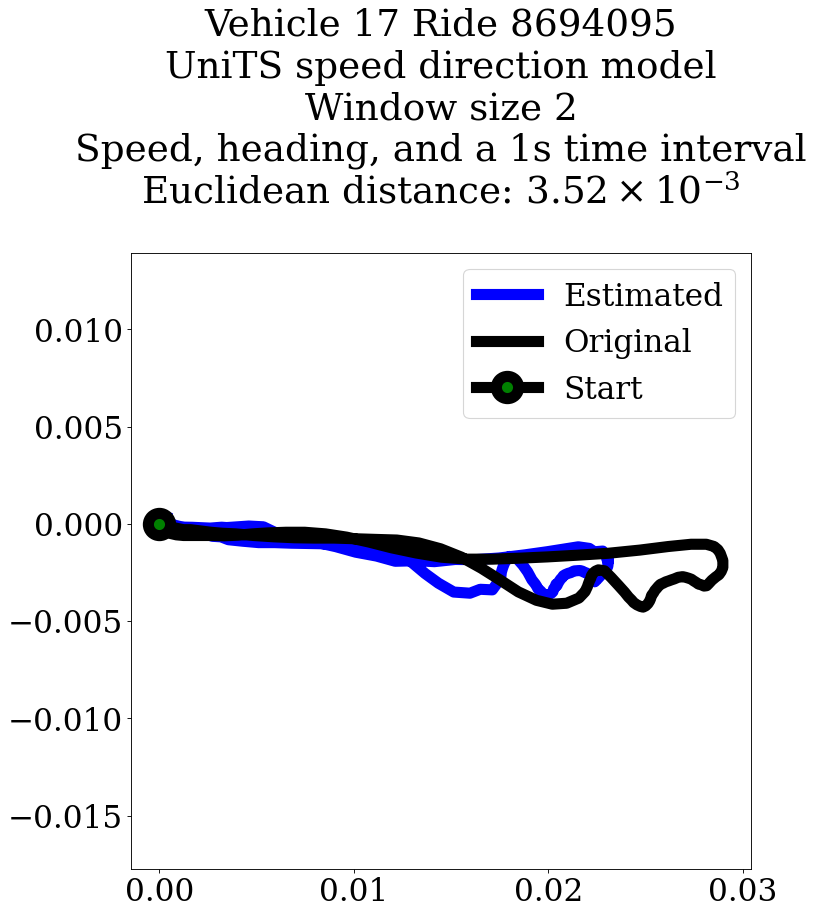 Vehicle 17 Ride 8694095
UniTS speed direction model
Window size 2
Speed, heading, and a 1s time interval
Euclidean distance: 3.52 × 10⁻³
Estimated
Original
Start
0.010
0.005
0.000
−0.005
−0.010
−0.015
0.00 0.01 0.02 0.03